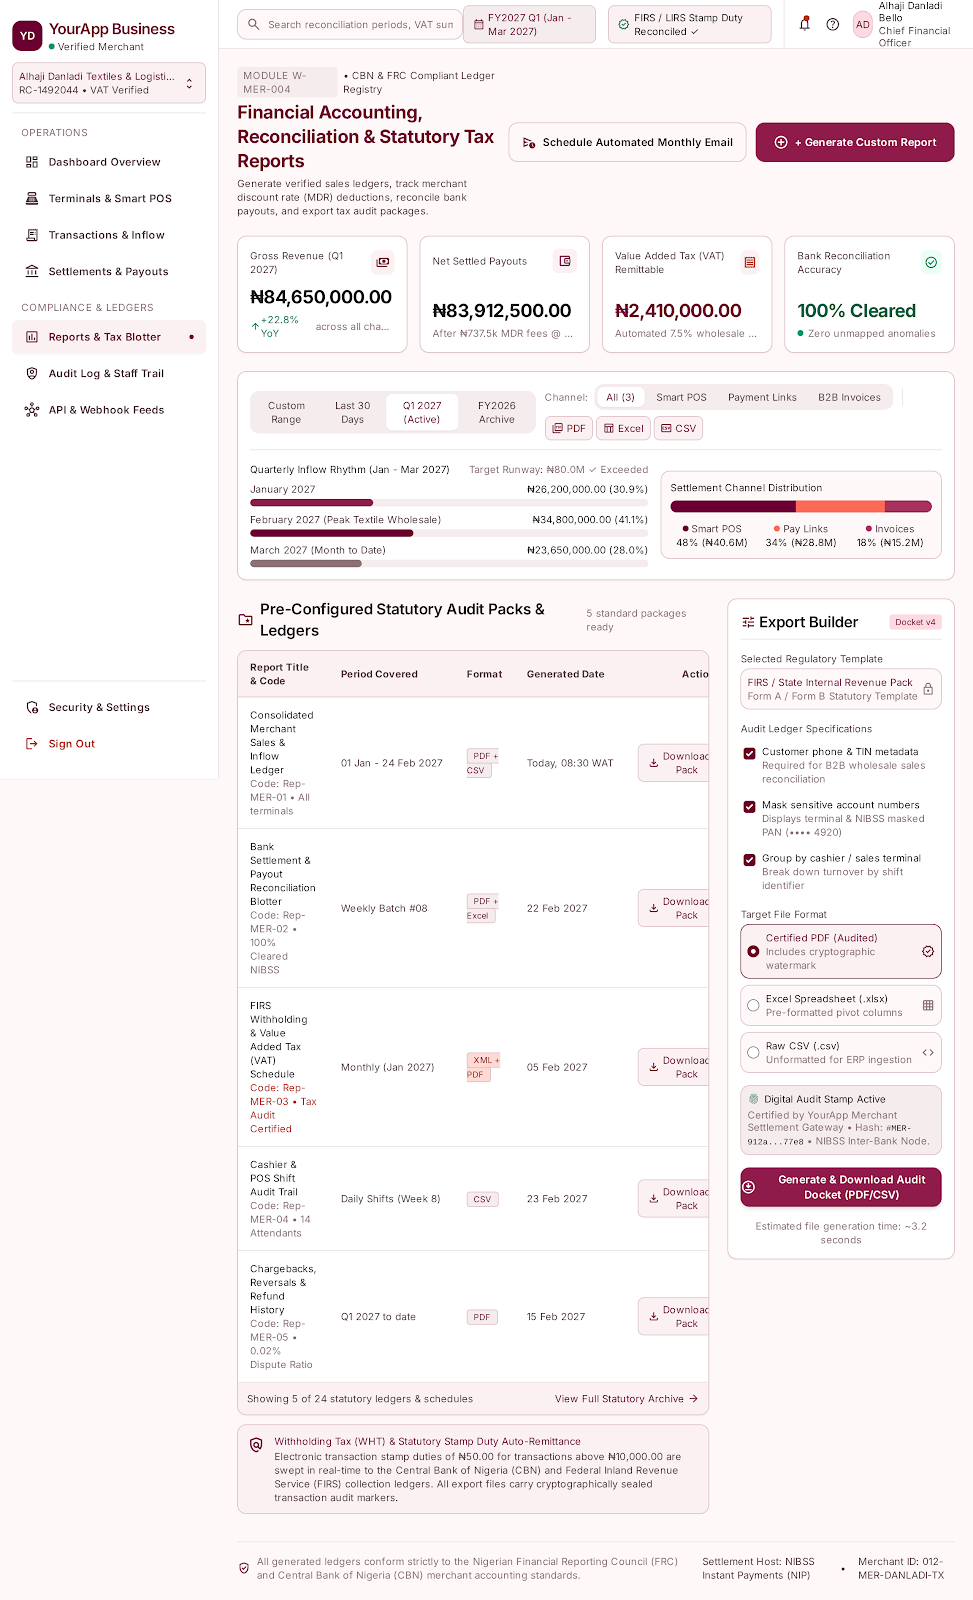 YD
YourApp Business
Verified Merchant
Alhaji Danladi Textiles & Logisti...
RC-1492044 • VAT Verified
OPERATIONS
Dashboard Overview
Terminals & Smart POS
Transactions & Inflow
Settlements & Payouts
COMPLIANCE & LEDGERS
Reports & Tax Blotter
Audit Log & Staff Trail
API & Webhook Feeds
Security & Settings
Sign Out
Search reconciliation periods, VAT sum
FY2027 Q1 (Jan -
Mar 2027)
FIRS / LIRS Stamp Duty
Reconciled ✓
AD
Alhaji Danladi
Bello
Chief Financial
Officer
MODULE W-
MER-004
• CBN & FRC Compliant Ledger
Registry
Financial Accounting,
Reconciliation & Statutory Tax
Reports
Generate verified sales ledgers, track merchant
discount rate (MDR) deductions, reconcile bank
payouts, and export tax audit packages.
Schedule Automated Monthly Email
+ Generate Custom Report
Gross Revenue (Q1
2027)
₦84,650,000.00
+22.8%
YoY
across all cha...
Net Settled Payouts
₦83,912,500.00
After ₦737.5k MDR fees @ ...
Value Added Tax (VAT)
Remittable
₦2,410,000.00
Automated 7.5% wholesale ...
Bank Reconciliation
Accuracy
100% Cleared
Zero unmapped anomalies
Custom
Range
Last 30
Days
Q1 2027
(Active)
FY2026
Archive
Channel:
All (3)
Smart POS
Payment Links
B2B Invoices
PDF
Excel
CSV
Quarterly Inflow Rhythm (Jan - Mar 2027)
Target Runway: ₦80.0M ✓ Exceeded
January 2027
₦26,200,000.00 (30.9%)
February 2027 (Peak Textile Wholesale)
₦34,800,000.00 (41.1%)
March 2027 (Month to Date)
₦23,650,000.00 (28.0%)
Settlement Channel Distribution
Smart POS
48% (₦40.6M)
Pay Links
34% (₦28.8M)
Invoices
18% (₦15.2M)
Pre-Configured Statutory Audit Packs &
Ledgers
5 standard packages
ready
Report Title
& Code
Period Covered
Format
Generated Date
Actio
Consolidated
Merchant
Sales &
Inflow
Ledger
Code: Rep-
MER-01 • All
terminals
01 Jan - 24 Feb 2027
PDF +
CSV
Today, 08:30 WAT
Download
Pack
Bank
Settlement &
Payout
Reconciliation
Blotter
Code: Rep-
MER-02 •
100%
Cleared
NIBSS
Weekly Batch #08
PDF +
Excel
22 Feb 2027
Download
Pack
FIRS
Withholding
& Value
Added Tax
(VAT)
Schedule
Code: Rep-
MER-03 • Tax
Audit
Certified
Monthly (Jan 2027)
XML +
PDF
05 Feb 2027
Download
Pack
Cashier &
POS Shift
Audit Trail
Code: Rep-
MER-04 • 14
Attendants
Daily Shifts (Week 8)
CSV
23 Feb 2027
Download
Pack
Chargebacks,
Reversals &
Refund
History
Code: Rep-
MER-05 •
0.02%
Dispute Ratio
Q1 2027 to date
PDF
15 Feb 2027
Download
Pack
Showing 5 of 24 statutory ledgers & schedules
View Full Statutory Archive →
Withholding Tax (WHT) & Statutory Stamp Duty Auto-Remittance
Electronic transaction stamp duties of ₦50.00 for transactions above ₦10,000.00 are
swept in real-time to the Central Bank of Nigeria (CBN) and Federal Inland Revenue
Service (FIRS) collection ledgers. All export files carry cryptographically sealed
transaction audit markers.
Export Builder
Docket v4
Selected Regulatory Template
FIRS / State Internal Revenue Pack
Form A / Form B Statutory Template
Audit Ledger Specifications
Customer phone & TIN metadata
Required for B2B wholesale sales
reconciliation
Mask sensitive account numbers
Displays terminal & NIBSS masked
PAN (•••• 4920)
Group by cashier / sales terminal
Break down turnover by shift
identifier
Target File Format
Certified PDF (Audited)
Includes cryptographic
watermark
Excel Spreadsheet (.xlsx)
Pre-formatted pivot columns
Raw CSV (.csv)
Unformatted for ERP ingestion
Digital Audit Stamp Active
Certified by YourApp Merchant
Settlement Gateway • Hash: #MER-
912a...77e8 • NIBSS Inter-Bank Node.
Generate & Download Audit
Docket (PDF/CSV)
Estimated file generation time: ~3.2
seconds
All generated ledgers conform strictly to the Nigerian Financial Reporting Council (FRC)
and Central Bank of Nigeria (CBN) merchant accounting standards.
Settlement Host: NIBSS
Instant Payments (NIP)
•
Merchant ID: 012-
MER-DANLADI-TX